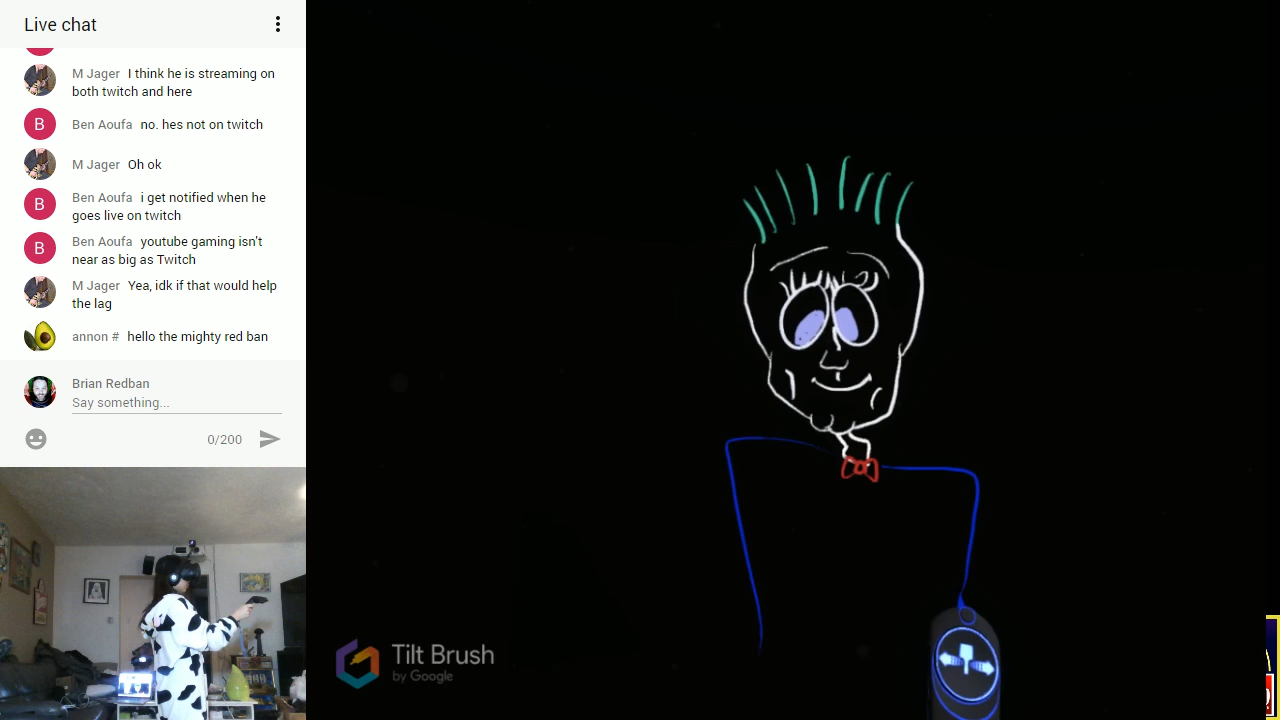 Live chat
M Jager I think he is streaming on
both twitch and here
B
Ben Aoufa no. hes not on twitch
M Jager Oh ok
B
Ben Aoufa i get notified when he
goes live on twitch
B
Ben Aoufa youtube gaming isn't
near as big as Twitch
M Jager Yea, idk if that would help
the lag
annon # hello the mighty red ban
Brian Redban
Say something...
0/200
Tilt Brush
by Google